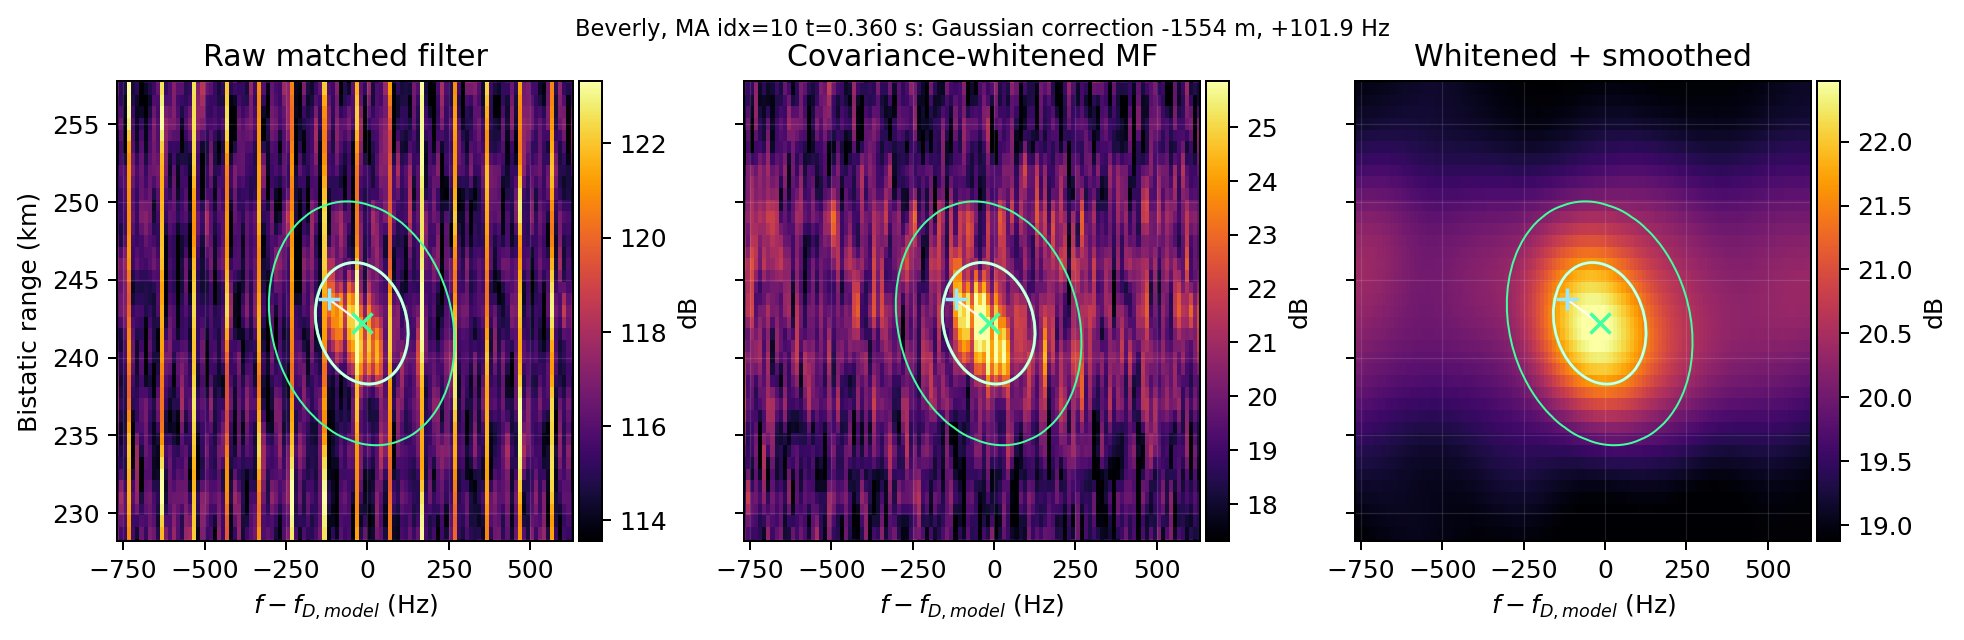 Beverly, MA idx=10 t=0.360 s: Gaussian correction -1554 m, +101.9 Hz
Raw matched filter
Covariance-whitened MF
Whitened + smoothed
Bistatic range (km)
255
250
245
240
235
230
−750 −500 −250 0 250 500
f − f_{D, model} (Hz)
122
120
118
116
114
dB
−750 −500 −250 0 250 500
f − f_{D, model} (Hz)
25
24
23
22
21
20
19
18
dB
−750 −500 −250 0 250 500
f − f_{D, model} (Hz)
22.0
21.5
21.0
20.5
20.0
19.5
19.0
dB